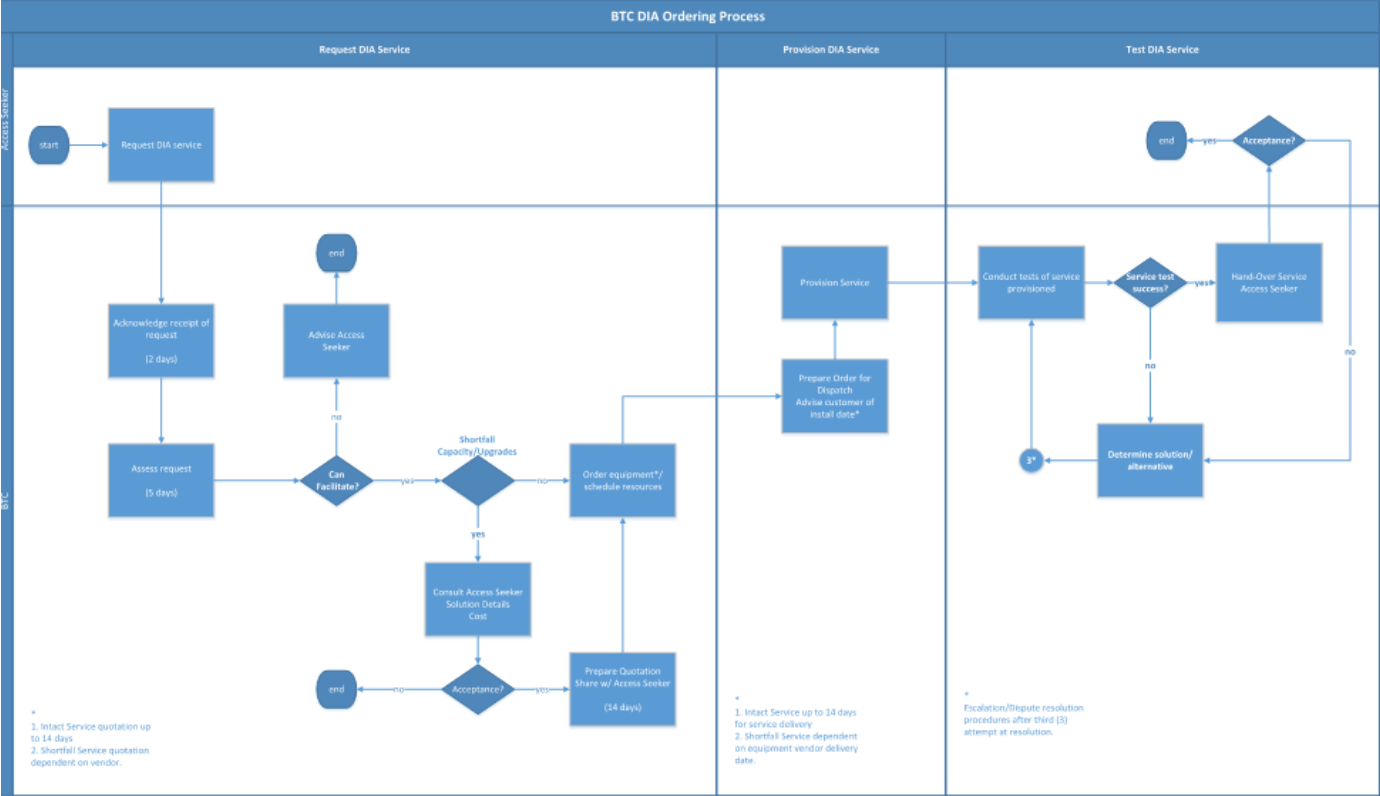 BTC DIA Ordering Process
Request DIA Service
Provision DIA Service
Test DIA Service
Access Seeker
start
Request DIA service
end
yes
Acceptance?
no
BTC
end
Advise Access
Seeker
no
Acknowledge receipt of
request
(2 days)
Assess request
(5 days)
Can
Facilitate?
yes
Shortfall
Capacity/Upgrades
no
Order equipment*/
schedule resources
yes
Consult Access Seeker
Solution Details
Cost
Acceptance?
no
end
yes
Prepare Quotation
Share w/ Access Seeker
(14 days)
*
1. Intact Service quotation up
to 14 days
2. Shortfall Service quotation
dependent on vendor.
Provision Service
Prepare Order for
Dispatch
Advise customer of
install date*
*
1. Intact Service up to 14 days
for service delivery
2. Shortfall Service dependent
on equipment vendor delivery
date.
Conduct tests of service
provisioned
Service test
success?
yes
Hand-Over Service
Access Seeker
no
Determine solution/
alternative
3*
*
Escalation/Dispute resolution
procedures after third (3)
attempt at resolution.